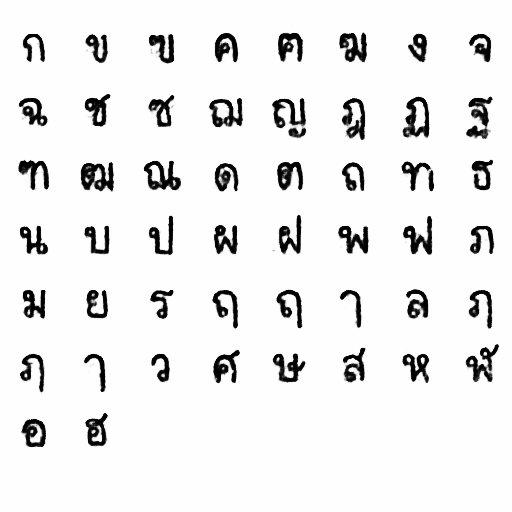 ก ข ฃ ค ฅ ฆ ง จ
ฉ ช ซ ฌ ญ ฎ ฏ ฐ
ฑ ฒ ณ ด ต ถ ท ธ
น บ ป ผ ฝ พ ฟ ภ
ม ย ร ฤ ฤ ๅ ล ฦ
ฦ ๅ ว ศ ษ ส ห ฬ
อ ฮ